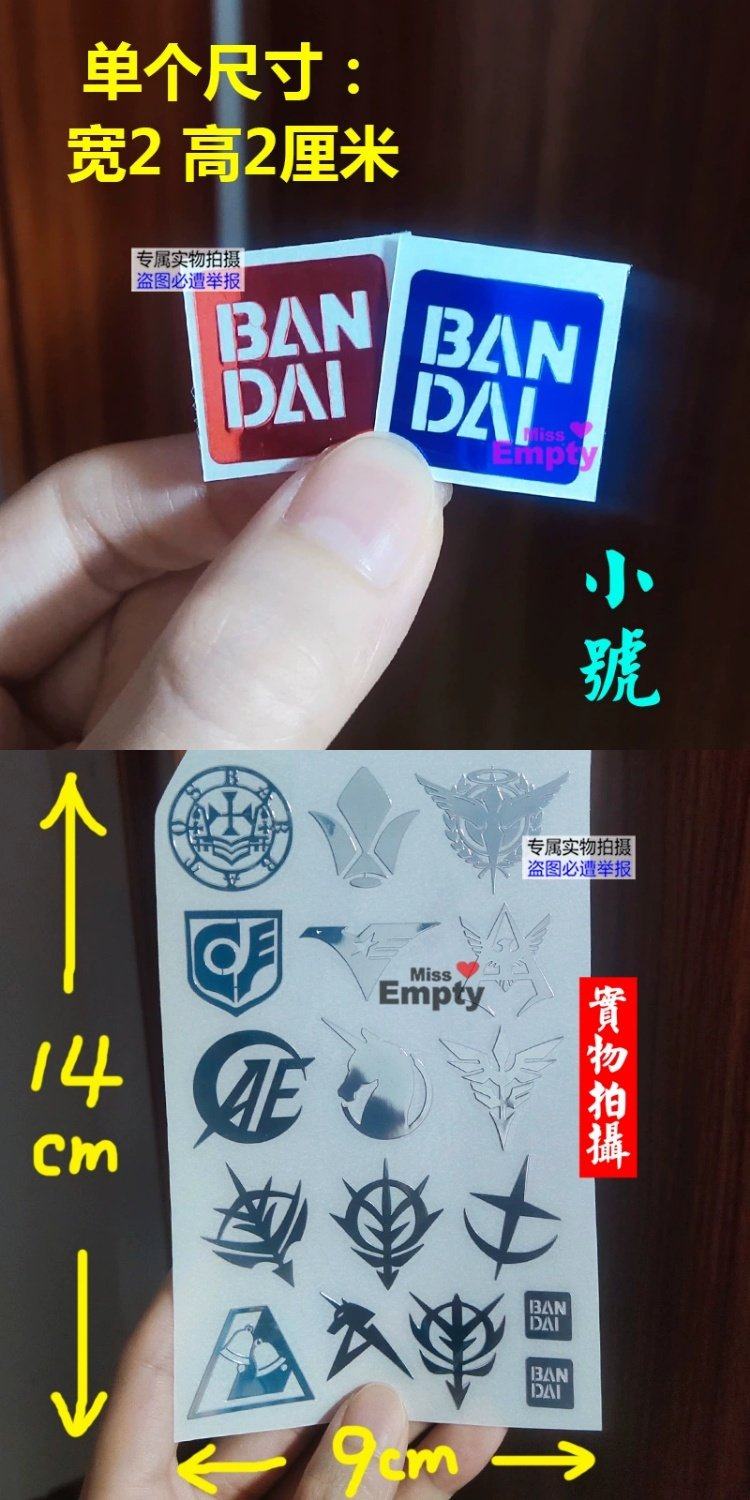 单个尺寸：
宽2 高2厘米
专属实物拍摄
盗图必遭举报
BAN
DAI
BAN
DAI
Miss
Empty
小
號
专属实物拍摄
盗图必遭举报
Miss
Empty
實物拍攝
14
cm
AE
BAN
DAI
BAN
DAI
9cm